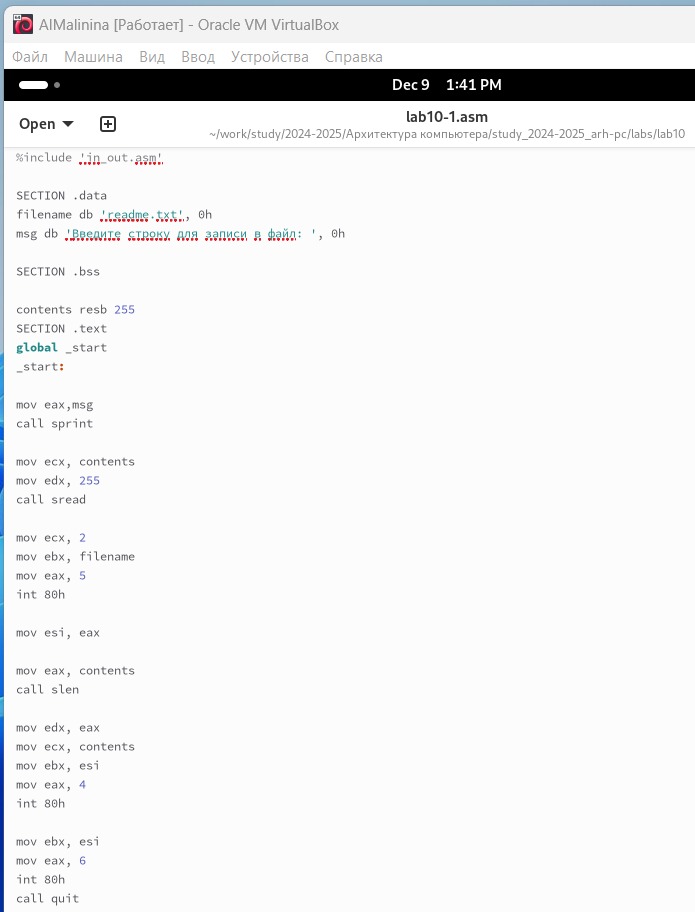 AIMalinina [Работает] - Oracle VM VirtualBox
Файл Машина Вид Ввод Устройства Справка
Dec 9 1:41 PM
Open
lab10-1.asm
~/work/study/2024-2025/Архитектура компьютера/study_2024-2025_arh-pc/labs/lab10
%include 'in_out.asm'
SECTION .data
filename db 'readme.txt', 0h
msg db 'Введите строку для записи в файл: ', 0h
SECTION .bss
contents resb 255
SECTION .text
global _start
_start:
mov eax,msg
call sprint
mov ecx, contents
mov edx, 255
call sread
mov ecx, 2
mov ebx, filename
mov eax, 5
int 80h
mov esi, eax
mov eax, contents
call slen
mov edx, eax
mov ecx, contents
mov ebx, esi
mov eax, 4
int 80h
mov ebx, esi
mov eax, 6
int 80h
call quit